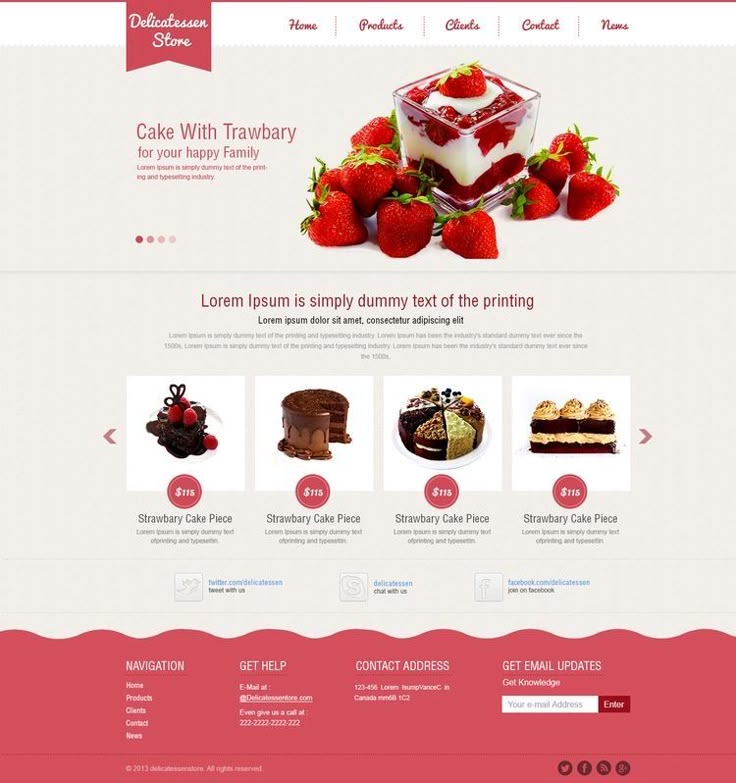 Delicatessen
Store
Home
Products
Clients
Contact
News
Cake With Trawbary
for your happy Family
Lorem Ipsum is simply dummy text of the print-
ing and typesetting industry.
Lorem Ipsum is simply dummy text of the printing
Lorem ipsum dolor sit amet, consectetur adipiscing elit
Lorem Ipsum is simply dummy text of the printing and typesetting industry. Lorem Ipsum has been the industry's standard dummy text ever since the
1500s, Lorem Ipsum is simply dummy text of the printing and typesetting industry. Lorem Ipsum has been the industry's standard dummy text ever since
the 1500s,
$115
$115
$115
$115
Strawbary Cake Piece
Lorem Ipsum is simply dummy text
ofprinting and typesettin.
Strawbary Cake Piece
Lorem Ipsum is simply dummy text
ofprinting and typesettin.
Strawbary Cake Piece
Lorem Ipsum is simply dummy text
ofprinting and typesettin.
Strawbary Cake Piece
Lorem Ipsum is simply dummy text
ofprinting and typesettin.
twitter.com/delicatessen
tweet with us
delicatessen
chat with us
facebook.com/delicatessen
join on facebook
NAVIGATION
Home
Products
Clients
Contact
News
GET HELP
E-Mail at :
@Delicatessentore.com
Even give us a call at :
222-2222-2222-222
CONTACT ADDRESS
123-456 Lorem IsumpVanceC in
Canada mm6B 1C2
GET EMAIL UPDATES
Get Knowledge
Your e-mail Address
Enter
© 2013 delicatessenstore. All rights reserved.